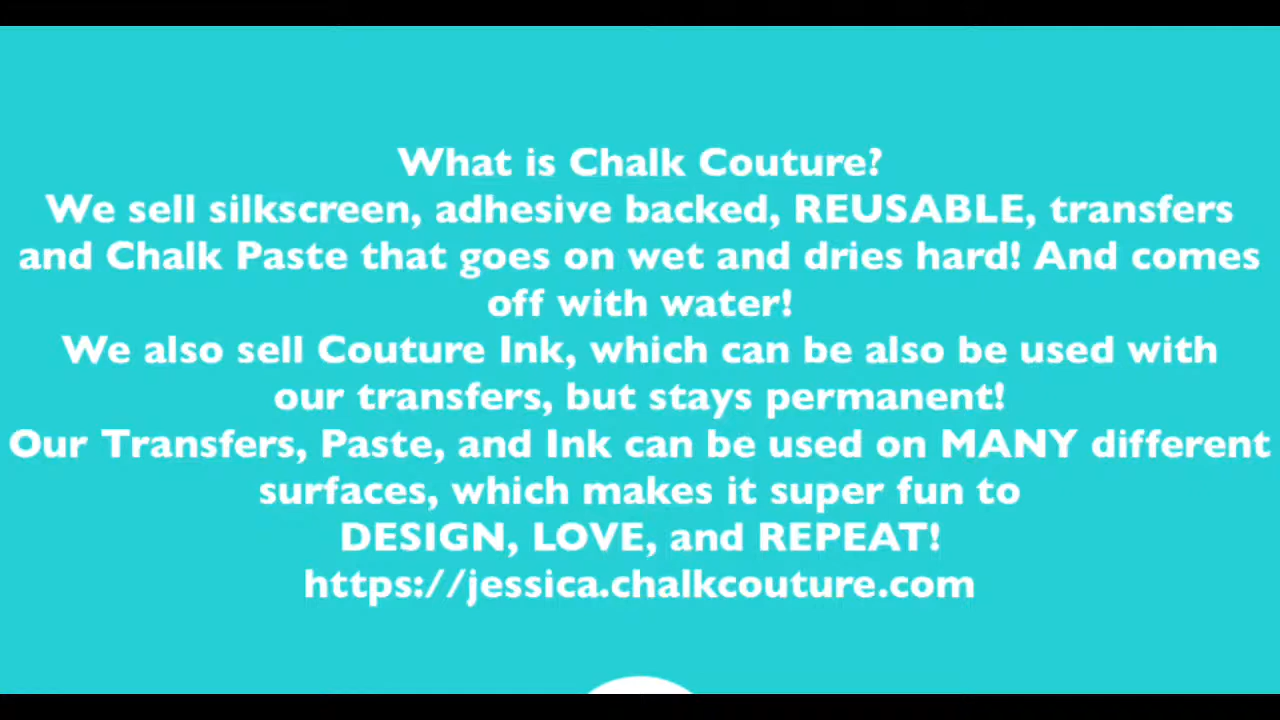 What is Chalk Couture?
We sell silkscreen, adhesive backed, REUSABLE, transfers
and Chalk Paste that goes on wet and dries hard! And comes
off with water!
We also sell Couture Ink, which can be also be used with
our transfers, but stays permanent!
Our Transfers, Paste, and Ink can be used on MANY different
surfaces, which makes it super fun to
DESIGN, LOVE, and REPEAT!
https://jessica.chalkcouture.com